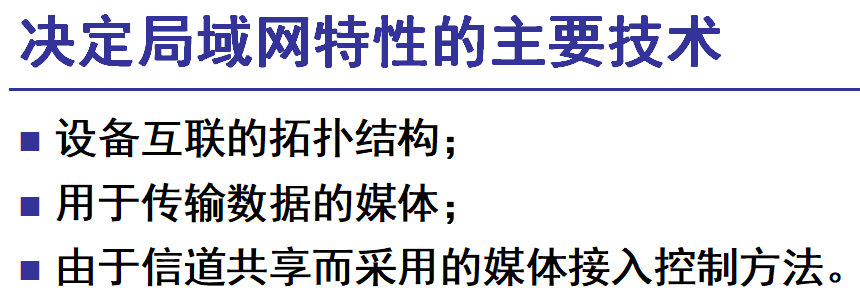 决定局域网特性的主要技术
设备互联的拓扑结构；
用于传输数据的媒体；
由于信道共享而采用的媒体接入控制方法。